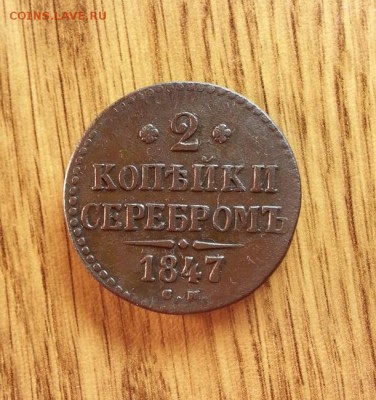 COINS.LAVE.RU
2
КОПѢЙКИ
СЕРЕБРОМЪ
1847
С.М.